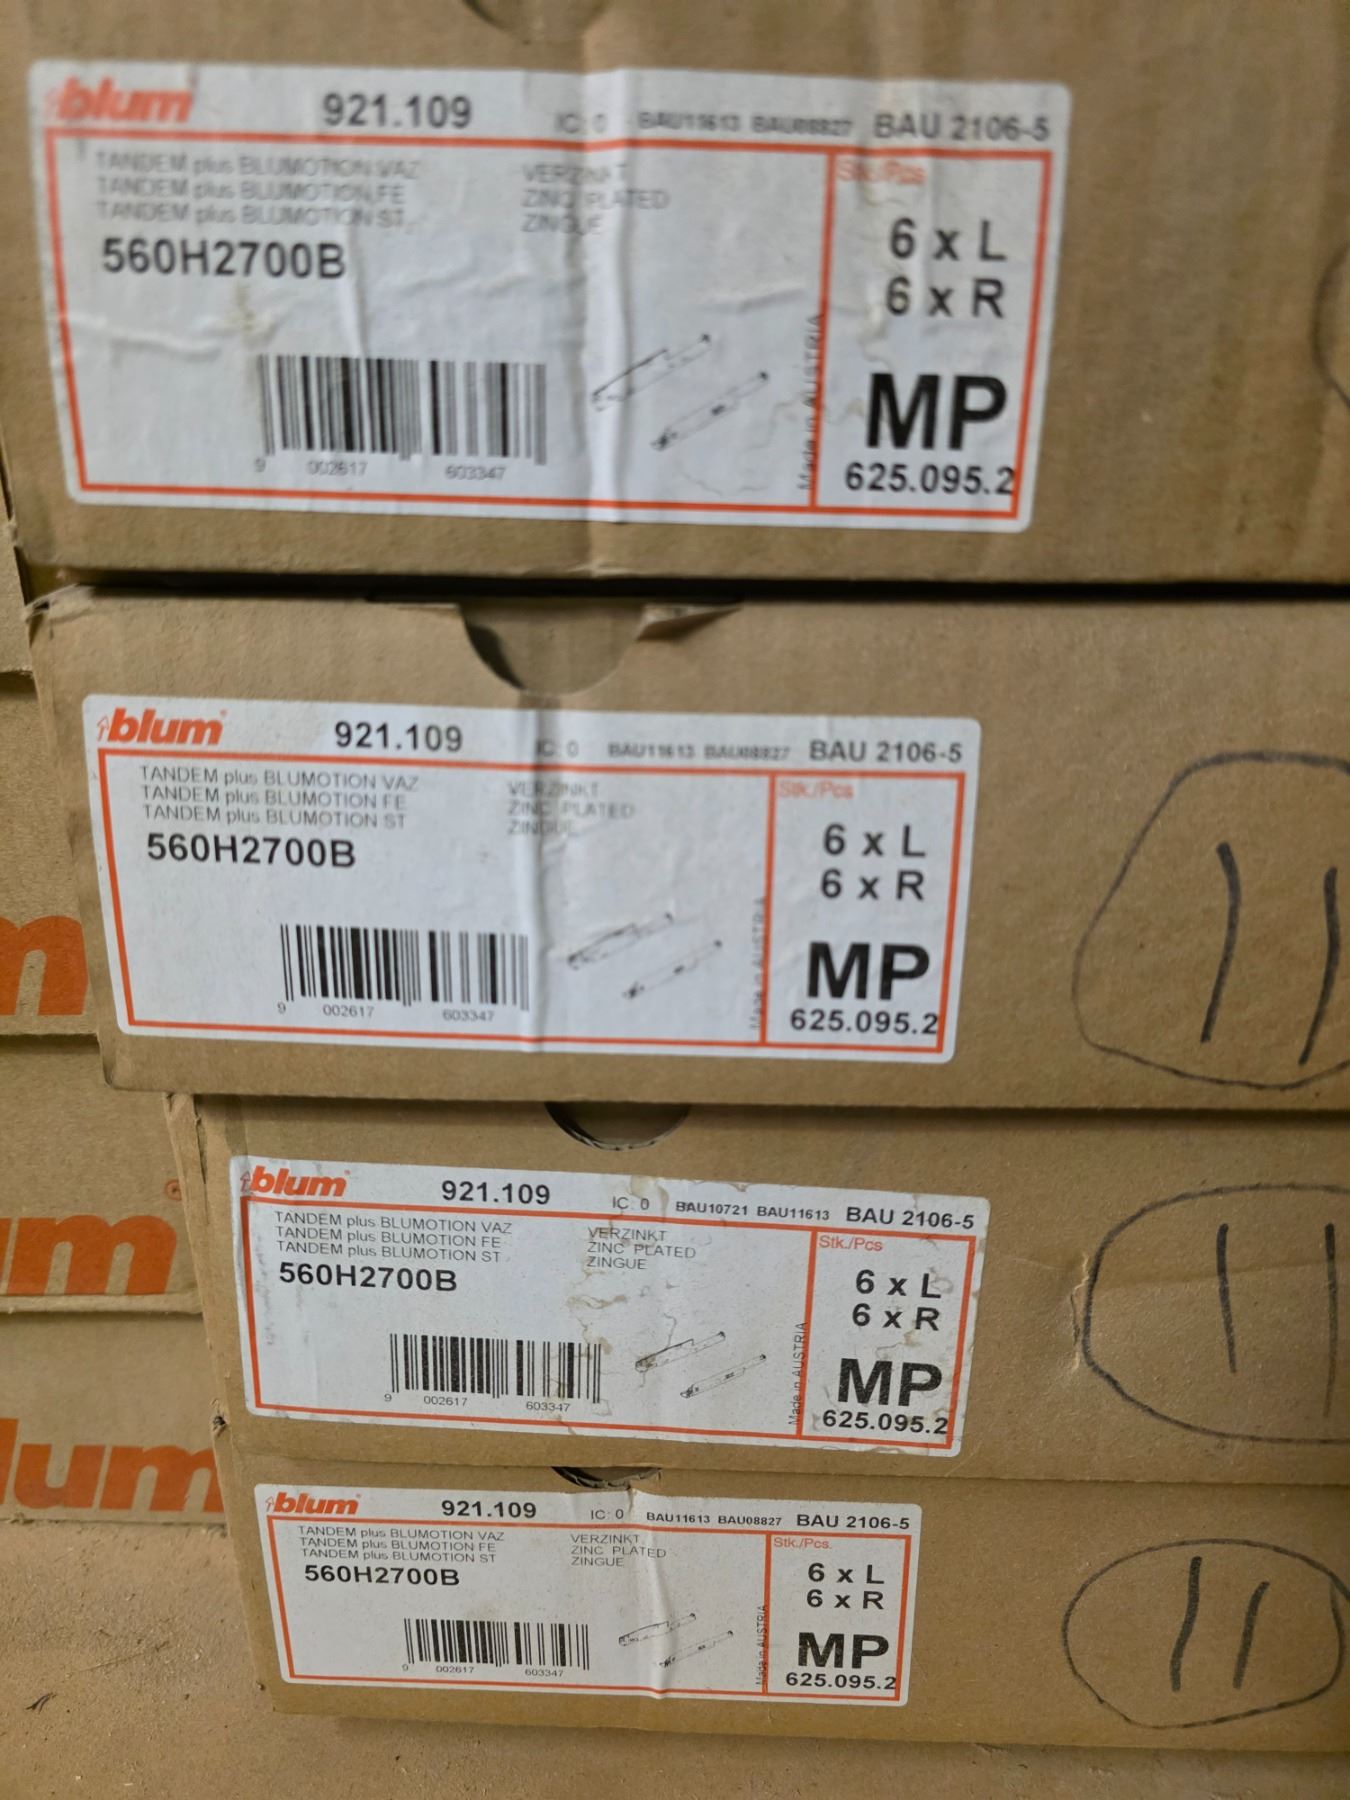 blum 921.109 IC: 0 BAU11613 BAU08827 BAU 2106-5
TANDEM plus BLUMOTION VAZ VERZINKT Stk./Pcs
TANDEM plus BLUMOTION FE ZINC PLATED
TANDEM plus BLUMOTION ST ZINGUE
560H2700B
6 x L
6 x R
MP
625.095.2
Made in AUSTRIA
9 002617 603347
blum 921.109 IC: 0 BAU11613 BAU08827 BAU 2106-5
TANDEM plus BLUMOTION VAZ VERZINKT Stk./Pcs
TANDEM plus BLUMOTION FE ZINC PLATED
TANDEM plus BLUMOTION ST ZINGUE
560H2700B
6 x L
6 x R
MP
625.095.2
Made in AUSTRIA
9 002617 603347
11
blum 921.109 IC: 0 BAU10721 BAU11613 BAU 2106-5
TANDEM plus BLUMOTION VAZ VERZINKT Stk./Pcs
TANDEM plus BLUMOTION FE ZINC PLATED
TANDEM plus BLUMOTION ST ZINGUE
560H2700B
6 x L
6 x R
MP
625.095.2
Made in AUSTRIA
9 002617 603347
11
blum 921.109 IC: 0 BAU11613 BAU08827 BAU 2106-5
TANDEM plus BLUMOTION VAZ VERZINKT Stk./Pcs.
TANDEM plus BLUMOTION FE ZINC PLATED
TANDEM plus BLUMOTION ST ZINGUE
560H2700B
6 x L
6 x R
MP
625.095.2
Made in AUSTRIA
9 002617 603347
11
m
um
lum